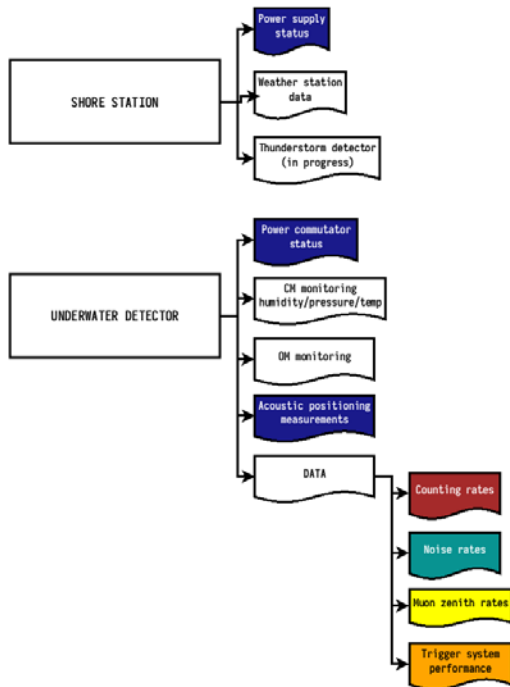 Power supply
status
SHORE STATION
Weather station
data
Thunderstorm detector
(in progress)
Power commutator
status
UNDERWATER DETECTOR
CM monitoring
humidity/pressure/temp
OM monitoring
Acoustic positioning
measurements
DATA
Counting rates
Noise rates
Muon zenith rates
Trigger system
performance